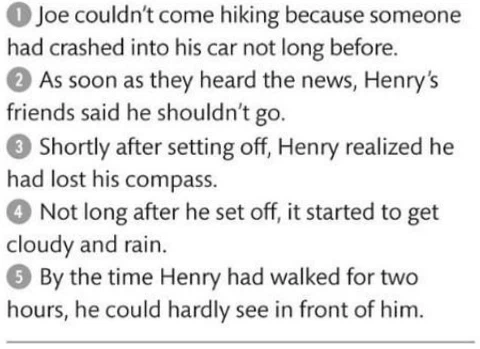 1 Joe couldn't come hiking because someone
had crashed into his car not long before.
2 As soon as they heard the news, Henry's
friends said he shouldn't go.
3 Shortly after setting off, Henry realized he
had lost his compass.
4 Not long after he set off, it started to get
cloudy and rain.
5 By the time Henry had walked for two
hours, he could hardly see in front of him.